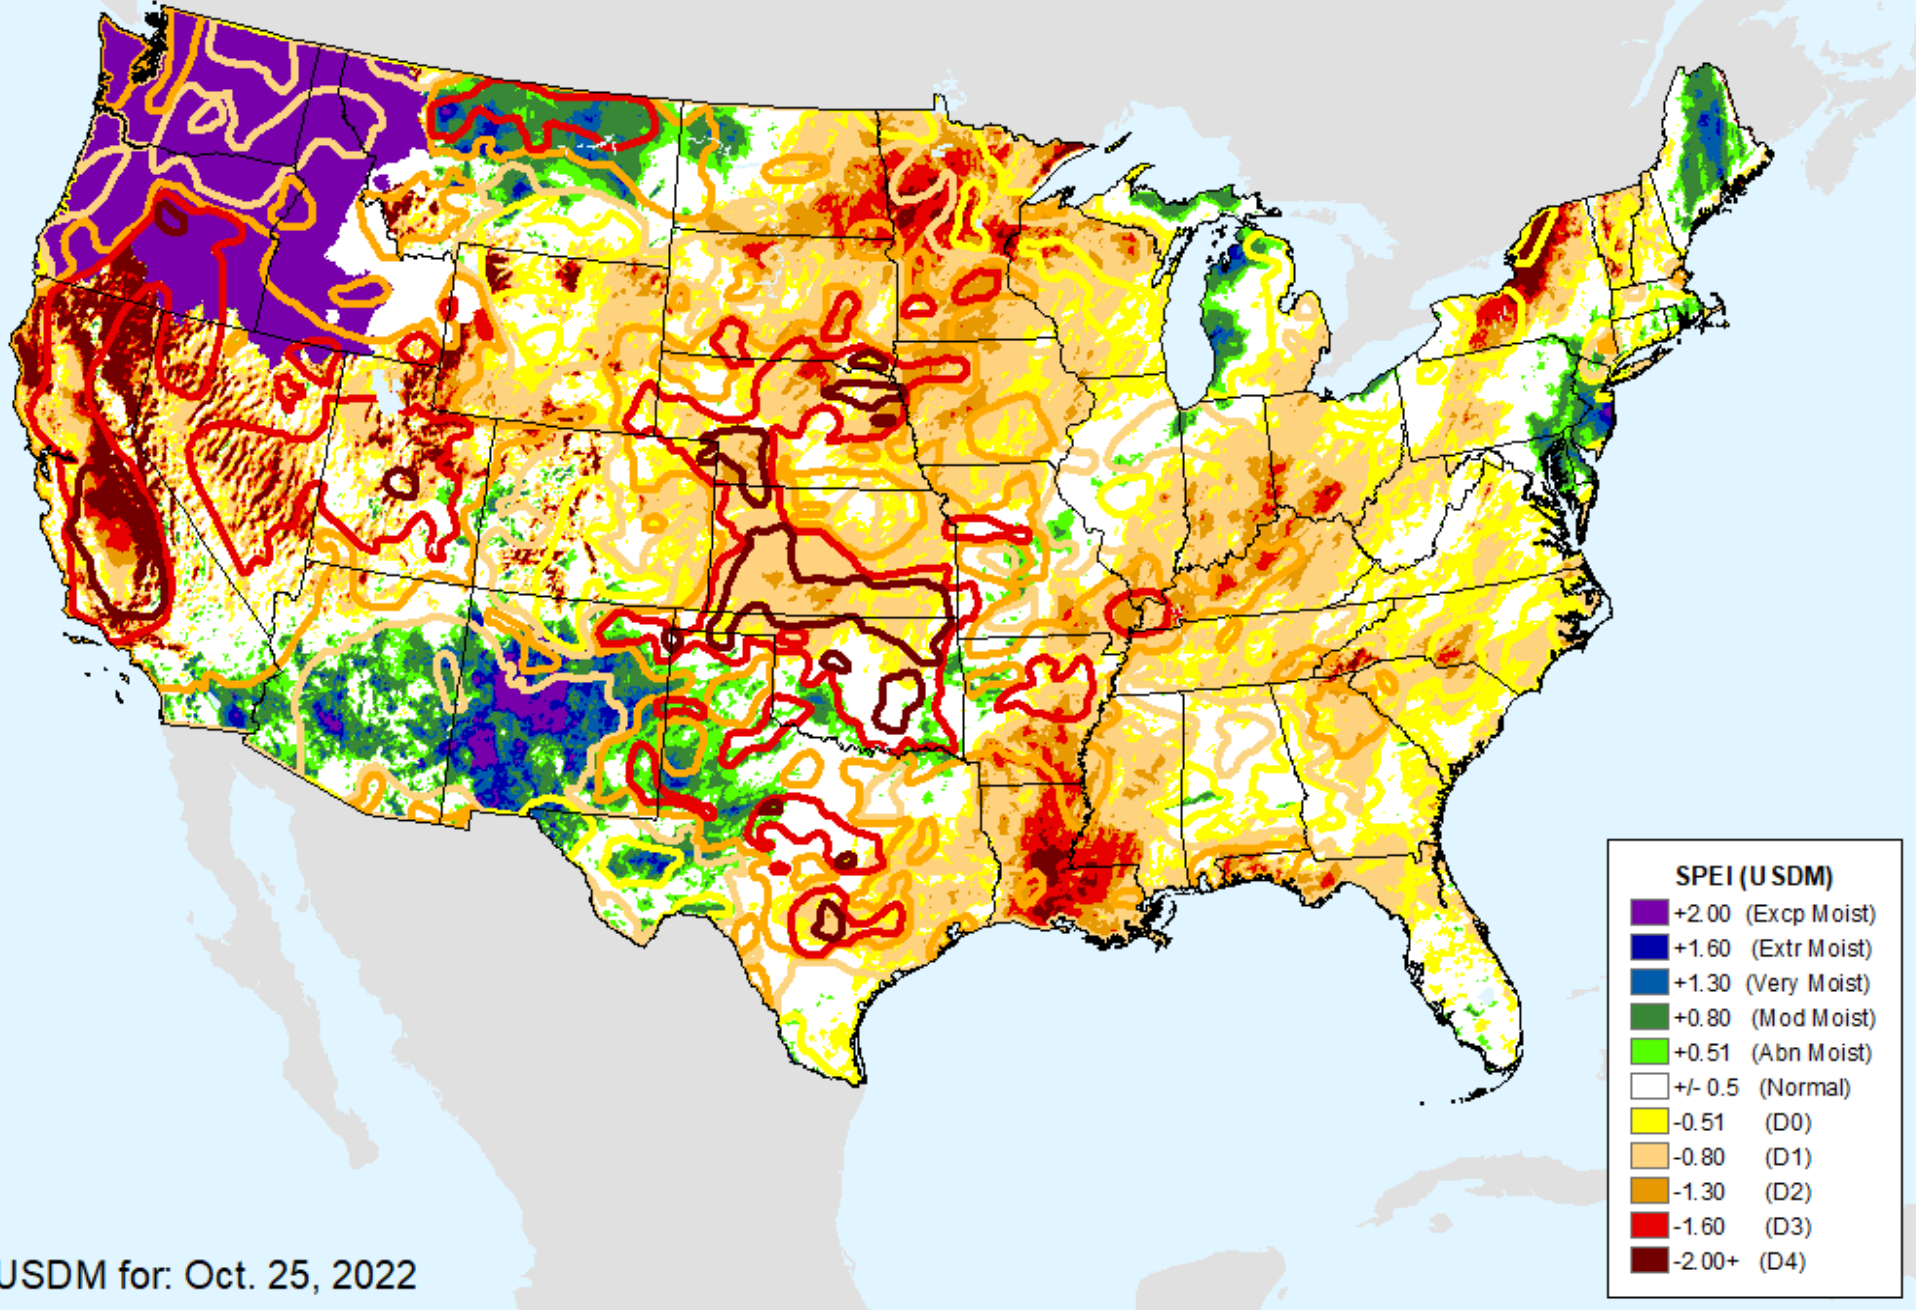 SPEI (USDM)
+2.00 (Excp Moist)
+1.60 (Extr Moist)
+1.30 (Very Moist)
+0.80 (Mod Moist)
+0.51 (Abn Moist)
+/- 0.5 (Normal)
-0.51 (D0)
-0.80 (D1)
-1.30 (D2)
-1.60 (D3)
-2.00+ (D4)
USDM for: Oct. 25, 2022